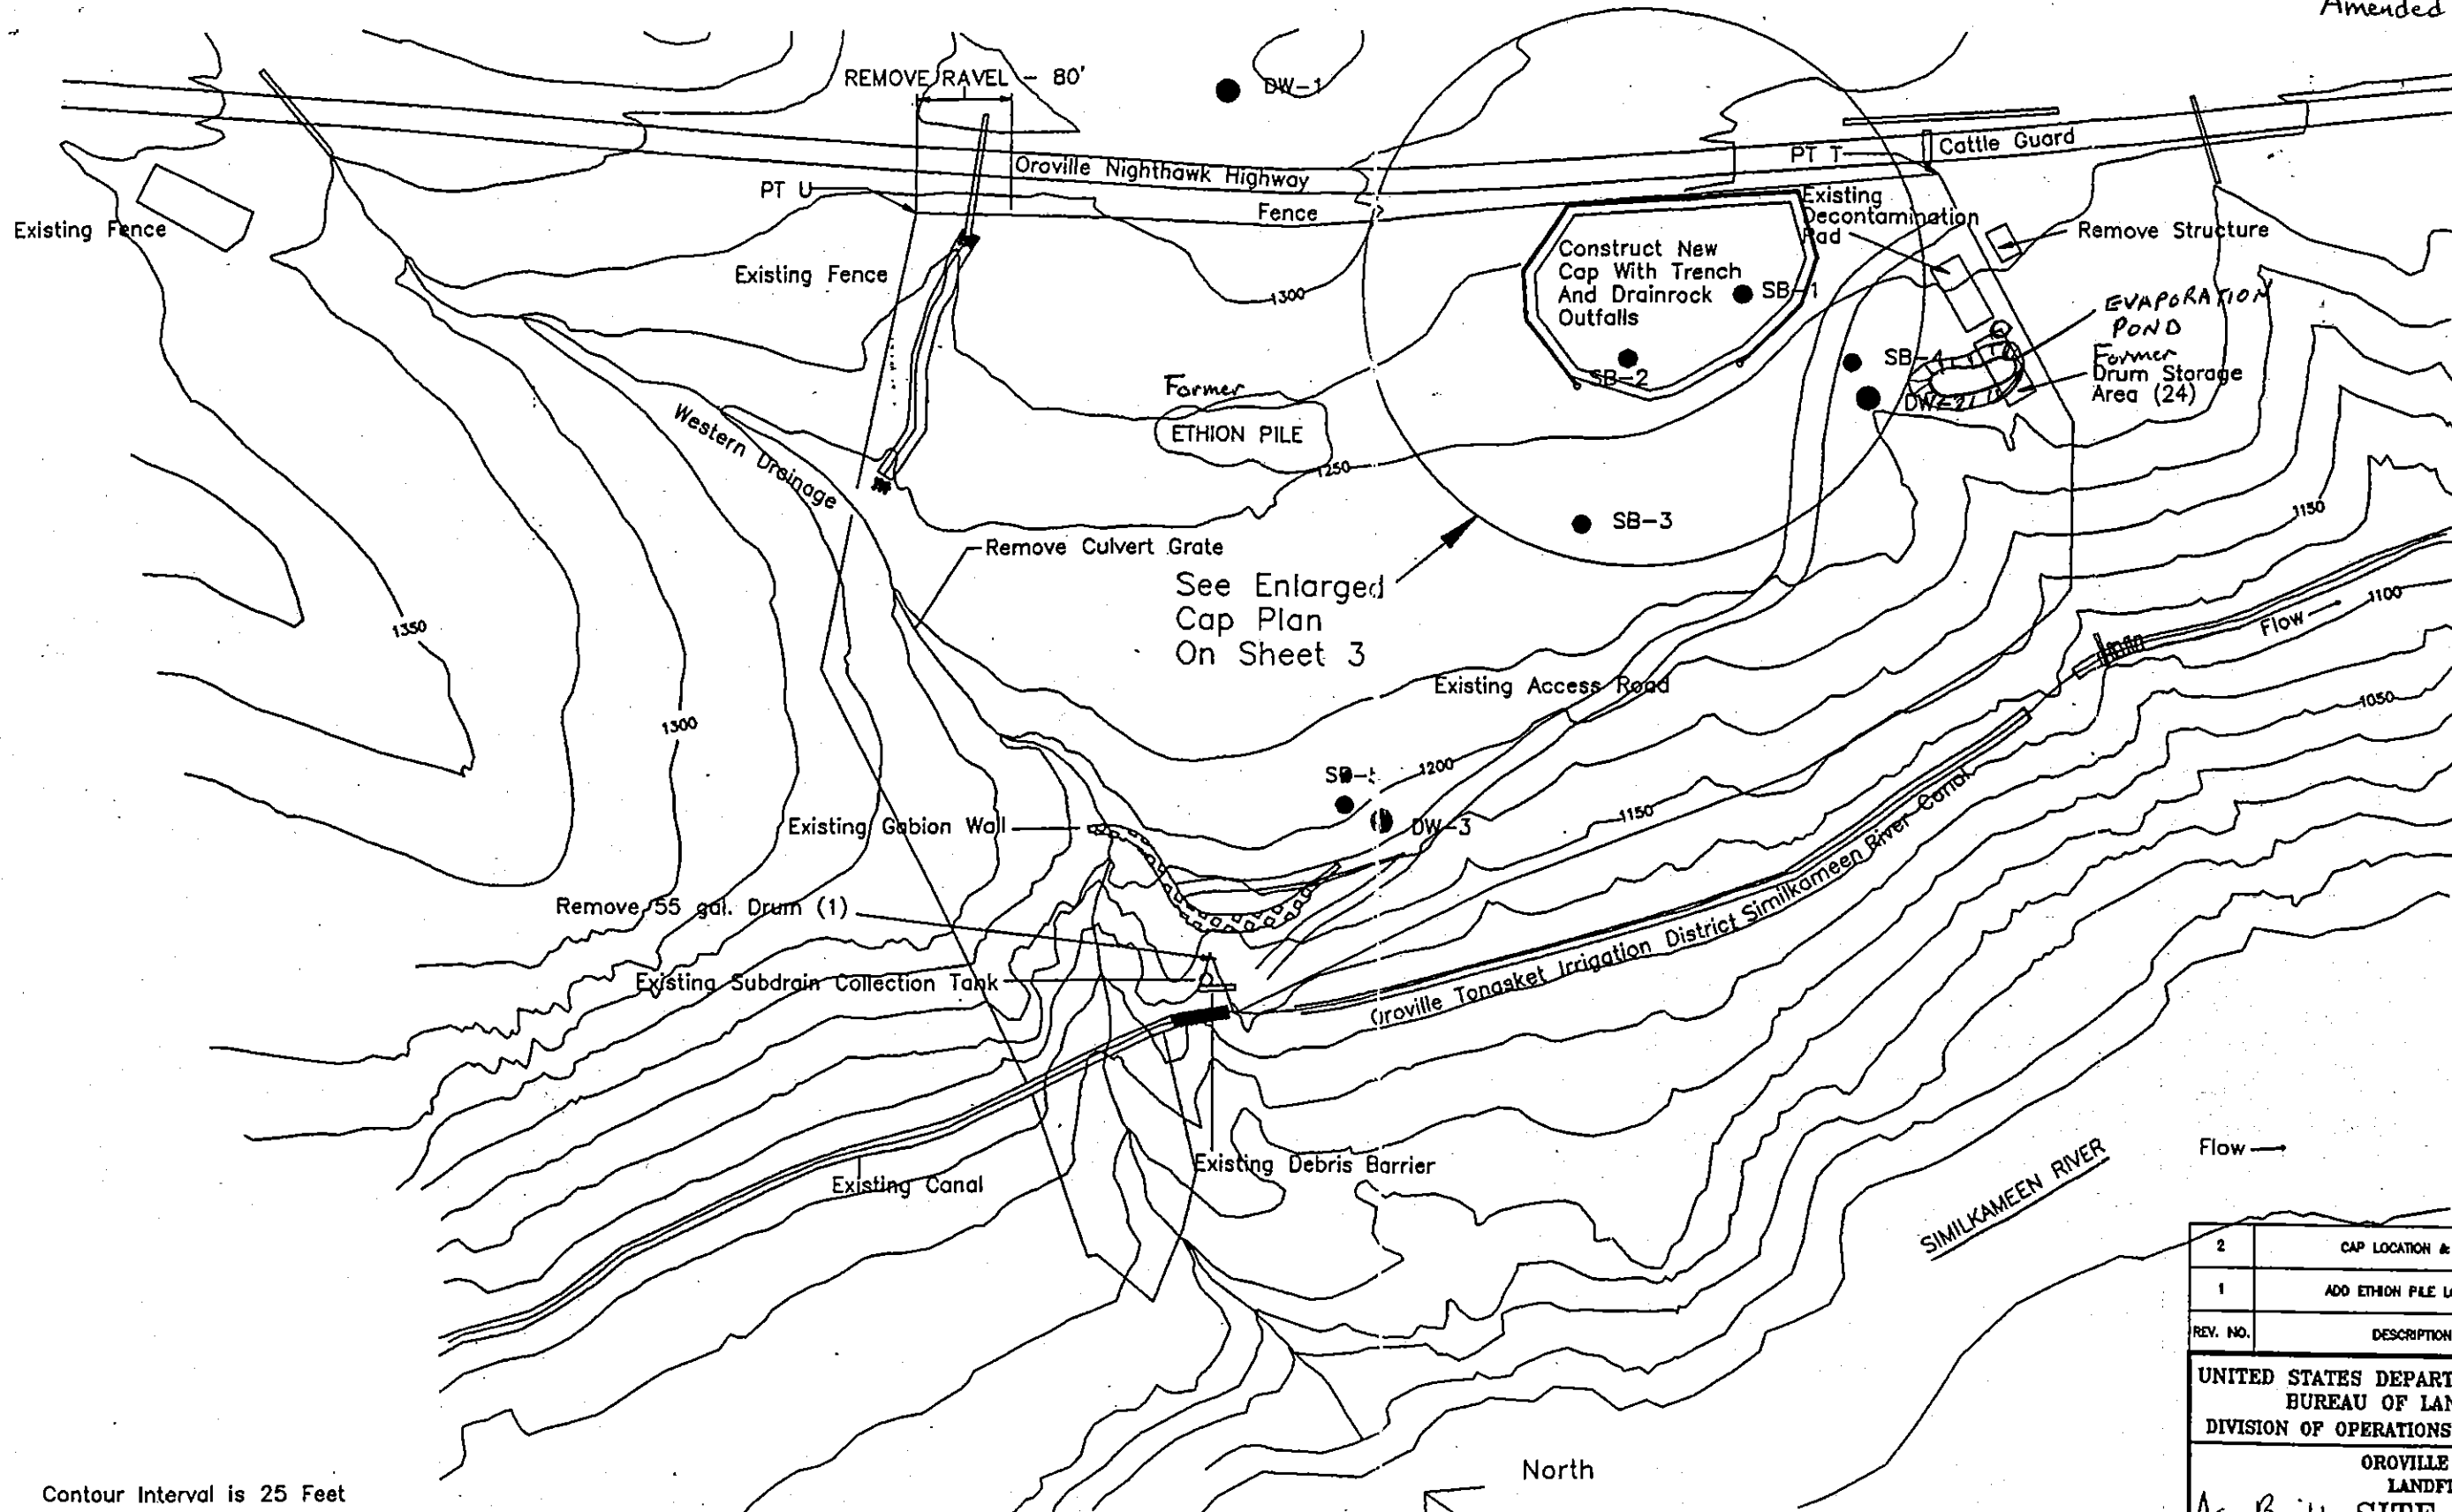 Amended
REMOVE RAVEL - 80'
DW-1
Oroville Nighthawk Highway
PT T
Cattle Guard
PT U
Fence
Existing Fence
Existing Fence
Existing
Decontamination
Pad
Remove Structure
Construct New
Cap With Trench
And Drainrock
Outfalls
SB-1
1300
EVAPORATION
POND
SB-2
SB-4
DW-2
Former
Drum Storage
Area (24)
Former
ETHION PILE
1250
Western Drainage
SB-3
1150
Remove Culvert Grate
See Enlarged
Cap Plan
On Sheet 3
1350
1300
Flow
1100
1050
Existing Access Road
1200
DW-3
1150
Existing Gabion Wall
Remove 55 gal. Drum (1)
Existing Subdrain Collection Tank
Oroville Tonasket Irrigation District Similkameen River Canal
Existing Debris Barrier
Existing Canal
SIMILKAMEEN RIVER
Flow
2 CAP LOCATION &
1 ADD ETHION PILE
REV. NO. DESCRIPTION
UNITED STATES DEPART
BUREAU OF LAN
DIVISION OF OPERATIONS
OROVILLE
LANDFI
SITE
North
Contour Interval is 25 Feet